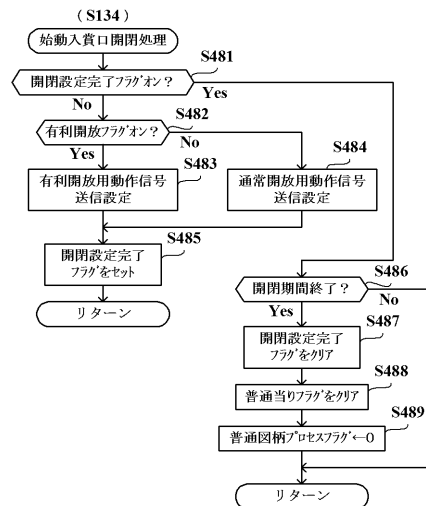 (S134)
始動入賞口開閉処理
S481
開閉設定完了フラグオン？
No
Yes
S482
有利開放フラグオン？
Yes
No
S483
有利開放用動作信号
送信設定
S484
通常開放用動作信号
送信設定
S485
開閉設定完了
フラグをセット
リターン
S486
開閉期間終了？
Yes
No
S487
開閉設定完了
フラグをクリア
S488
普通当りフラグをクリア
S489
普通図柄プロセスフラグ←0
リターン